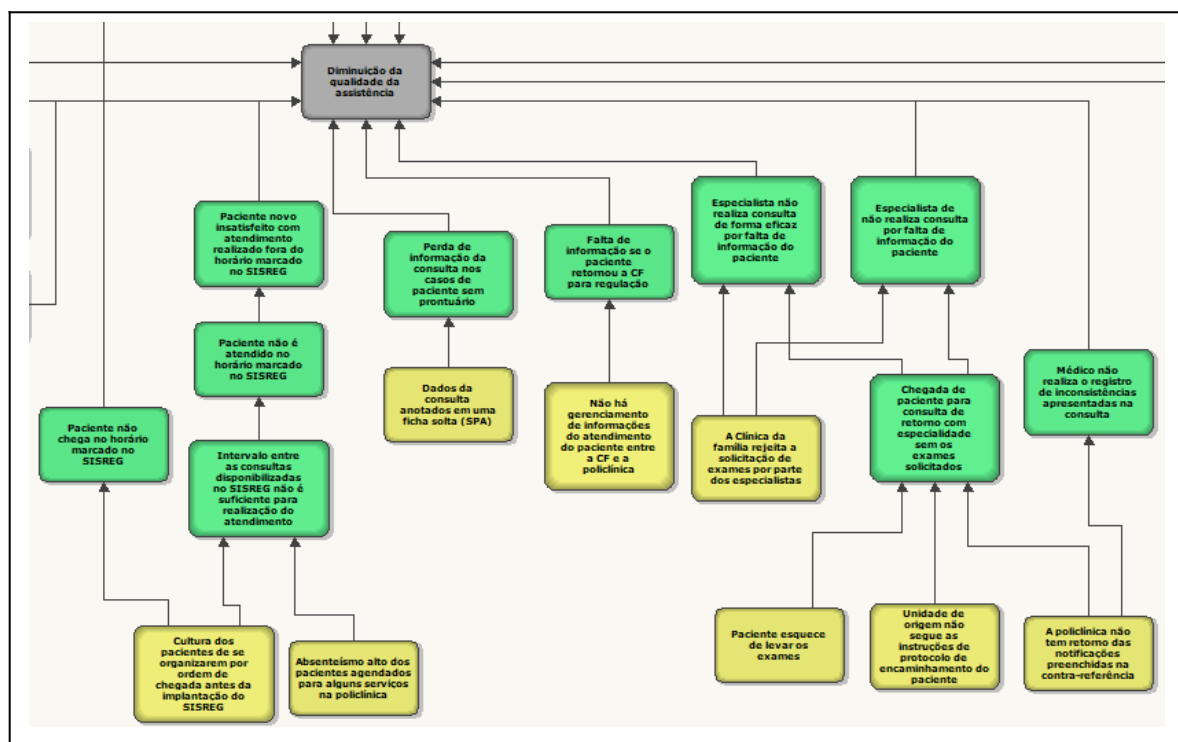 Diminuição da
qualidade da
assistência
Paciente novo
insatisfeito com
atendimento
realizado fora do
horário marcado
no SISREG
Perda de
informação da
consulta nos
casos de
paciente sem
prontuário
Falta de
informação se o
paciente
retornou a CF
para regulação
Especialista não
realiza consulta
de forma eficaz
por falta de
informação do
paciente
Especialista de
não realiza consulta
por falta de
informação do
paciente
Paciente não é
atendido no
horário marcado
no SISREG
Médico não
realiza o registro
de inconsistências
apresentadas na
consulta
Dados da
consulta
anotados em uma
ficha solta (SPA)
Não há
gerenciamento
de informações
do atendimento
do paciente entre
a CF e a
policlínica
A Clínica da
família rejeita a
solicitação de
exames por parte
dos especialistas
Chegada de
paciente para
consulta de
retorno com
especialidade
sem os
exames
solicitados
Paciente não
chega no horário
marcado no
SISREG
Intervalo entre
as consultas
disponibilizadas
no SISREG não é
suficiente para
realização do
atendimento
Cultura dos
pacientes de se
organizarem por
ordem de
chegada antes da
implantação do
SISREG
Absenteísmo alto dos
pacientes agendados
para alguns serviços
na policlínica
Paciente esquece
de levar os
exames
Unidade de
origem não
segue as
instruções de
protocolo de
encaminhamento do
paciente
A policlínica não
tem retorno das
notificações
preenchidas na
contra-referência